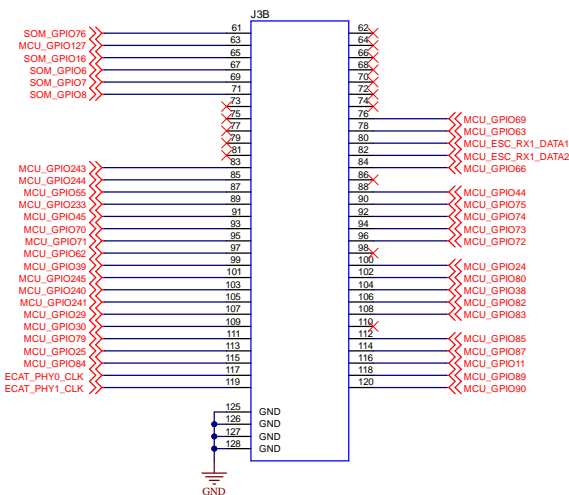 J3B
SOM_GPIO76 61 62
MCU_GPIO127 63 64
SOM_GPIO16 65 66
SOM_GPIO6 67 68
SOM_GPIO7 69 70
SOM_GPIO8 71 72
73 74
75 76 MCU_GPIO69
77 78 MCU_GPIO63
79 80 MCU_ESC_RX1_DATA1
81 82 MCU_ESC_RX1_DATA2
MCU_GPIO243 83 84 MCU_GPIO66
MCU_GPIO244 85 86
MCU_GPIO55 87 88 MCU_GPIO44
MCU_GPIO233 89 90 MCU_GPIO75
MCU_GPIO45 91 92 MCU_GPIO74
MCU_GPIO70 93 94 MCU_GPIO73
MCU_GPIO71 95 96 MCU_GPIO72
MCU_GPIO62 97 98
MCU_GPIO39 99 100 MCU_GPIO24
MCU_GPIO245 101 102 MCU_GPIO80
MCU_GPIO240 103 104 MCU_GPIO38
MCU_GPIO241 105 106 MCU_GPIO82
MCU_GPIO29 107 108 MCU_GPIO83
MCU_GPIO30 109 110
MCU_GPIO79 111 112 MCU_GPIO85
MCU_GPIO25 113 114 MCU_GPIO87
MCU_GPIO84 115 116 MCU_GPIO11
ECAT_PHY0_CLK 117 118 MCU_GPIO89
ECAT_PHY1_CLK 119 120 MCU_GPIO90
125 GND
126 GND
127 GND
128 GND
GND